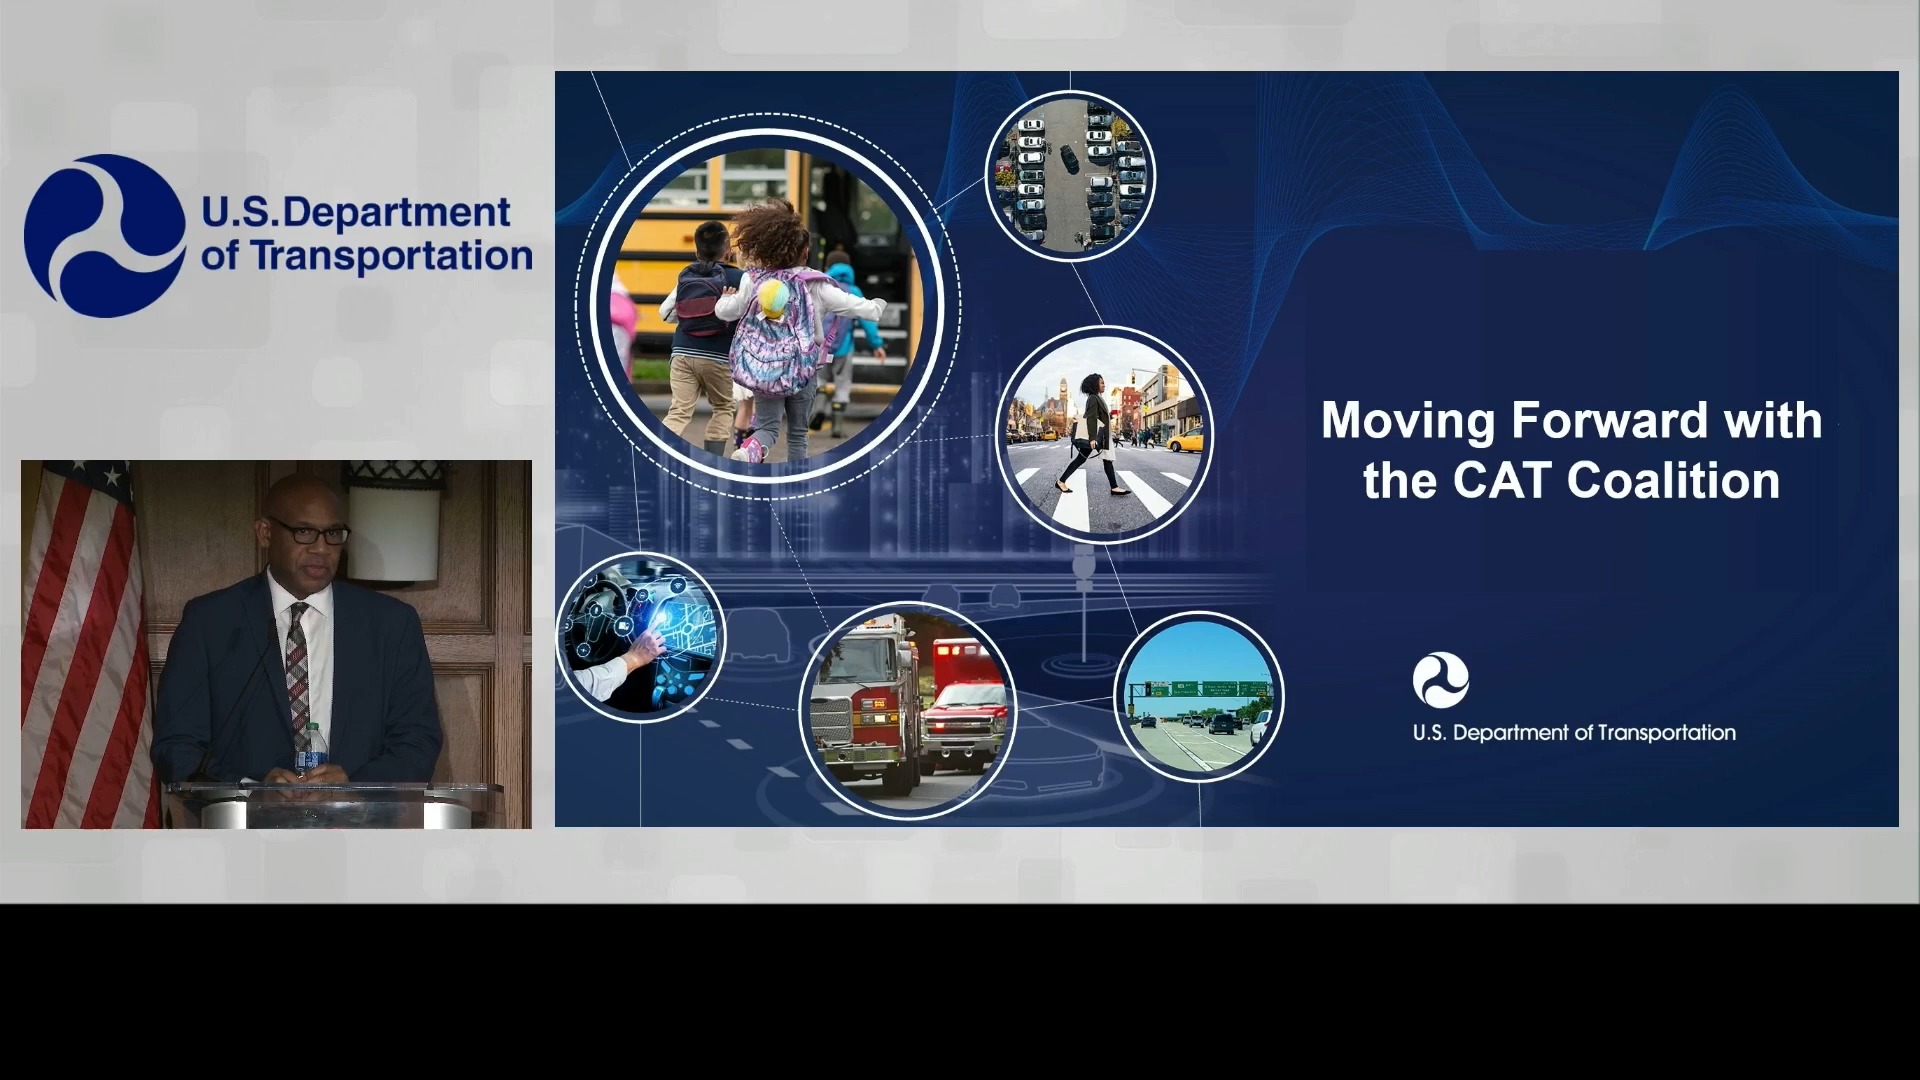 U.S.Department
of Transportation
Moving Forward with
the CAT Coalition
U.S. Department of Transportation